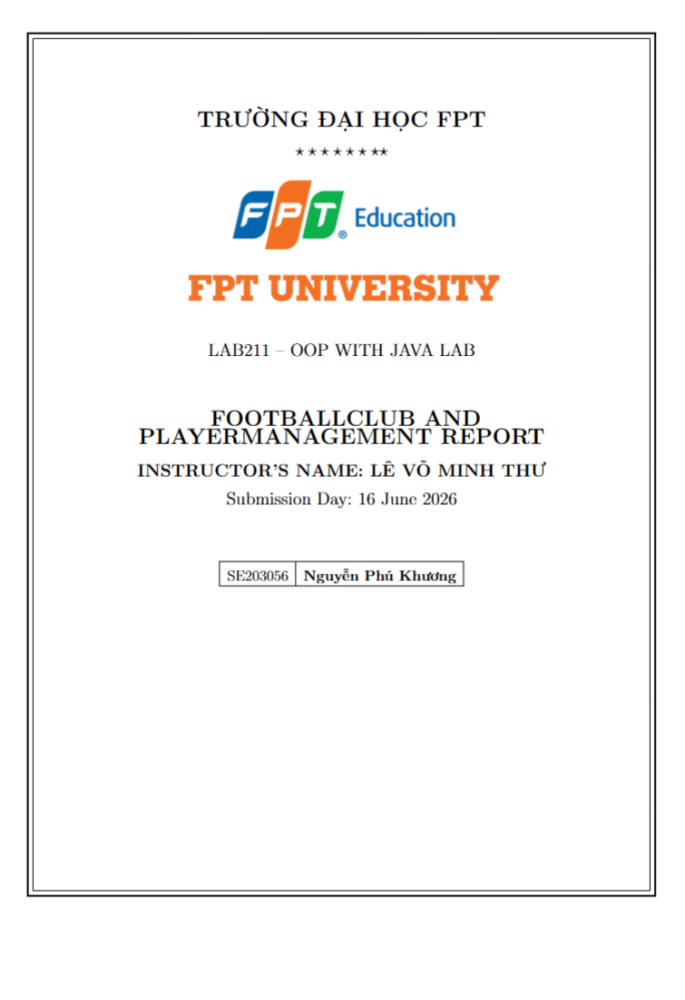 TRƯỜNG ĐẠI HỌC FPT
⋆⋆⋆⋆⋆⋆⋆⋆
FPT® Education
FPT UNIVERSITY
LAB211 – OOP WITH JAVA LAB
FOOTBALLCLUB AND
PLAYERMANAGEMENT REPORT
INSTRUCTOR'S NAME: LÊ VÕ MINH THƯ
Submission Day: 16 June 2026
SE203056 Nguyễn Phú Khương